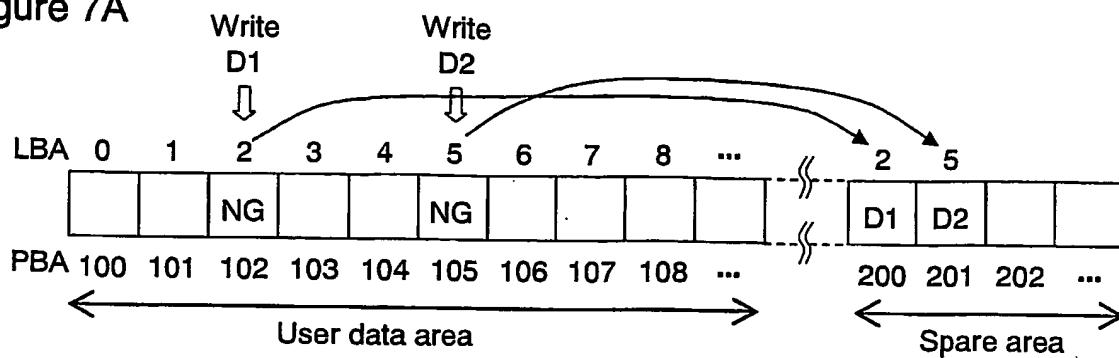 gure 7A
Write Write
D1 D2
LBA 0 1 2 3 4 5 6 7 8 ... 2 5
NG NG D1 D2
PBA 100 101 102 103 104 105 106 107 108 ... 200 201 202 ...
User data area Spare area